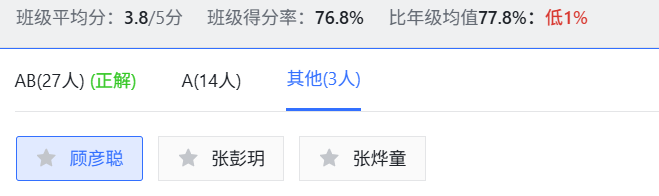 班级平均分：3.8/5分 班级得分率：76.8% 比年级均值77.8%：低1%
AB(27人) (正解) A(14人) 其他(3人)
顾彦聪 张彭玥 张烨童